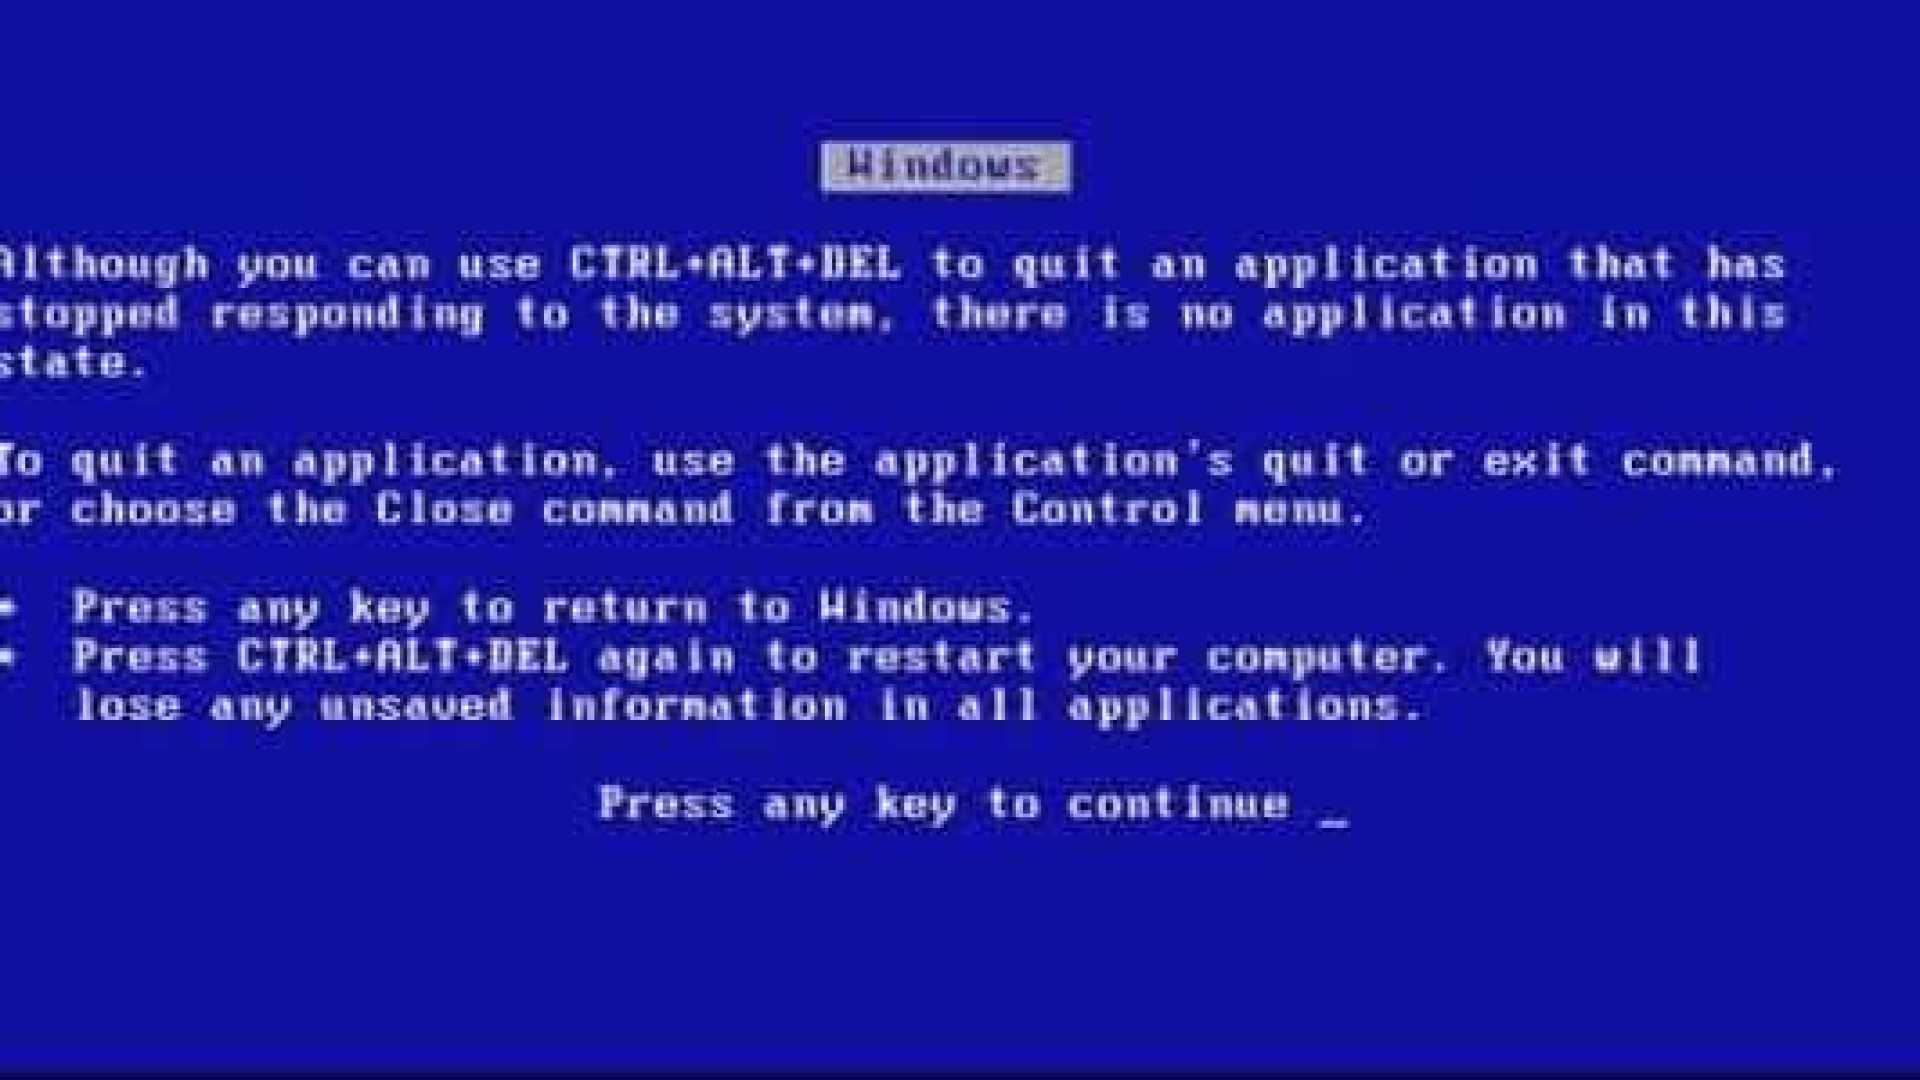 Windows
Although you can use CTRL+ALT+DEL to quit an application that has
stopped responding to the system, there is no application in this
state.
To quit an application, use the application's quit or exit command,
or choose the Close command from the Control menu.
• Press any key to return to Windows.
• Press CTRL+ALT+DEL again to restart your computer. You will
lose any unsaved information in all applications.
Press any key to continue _